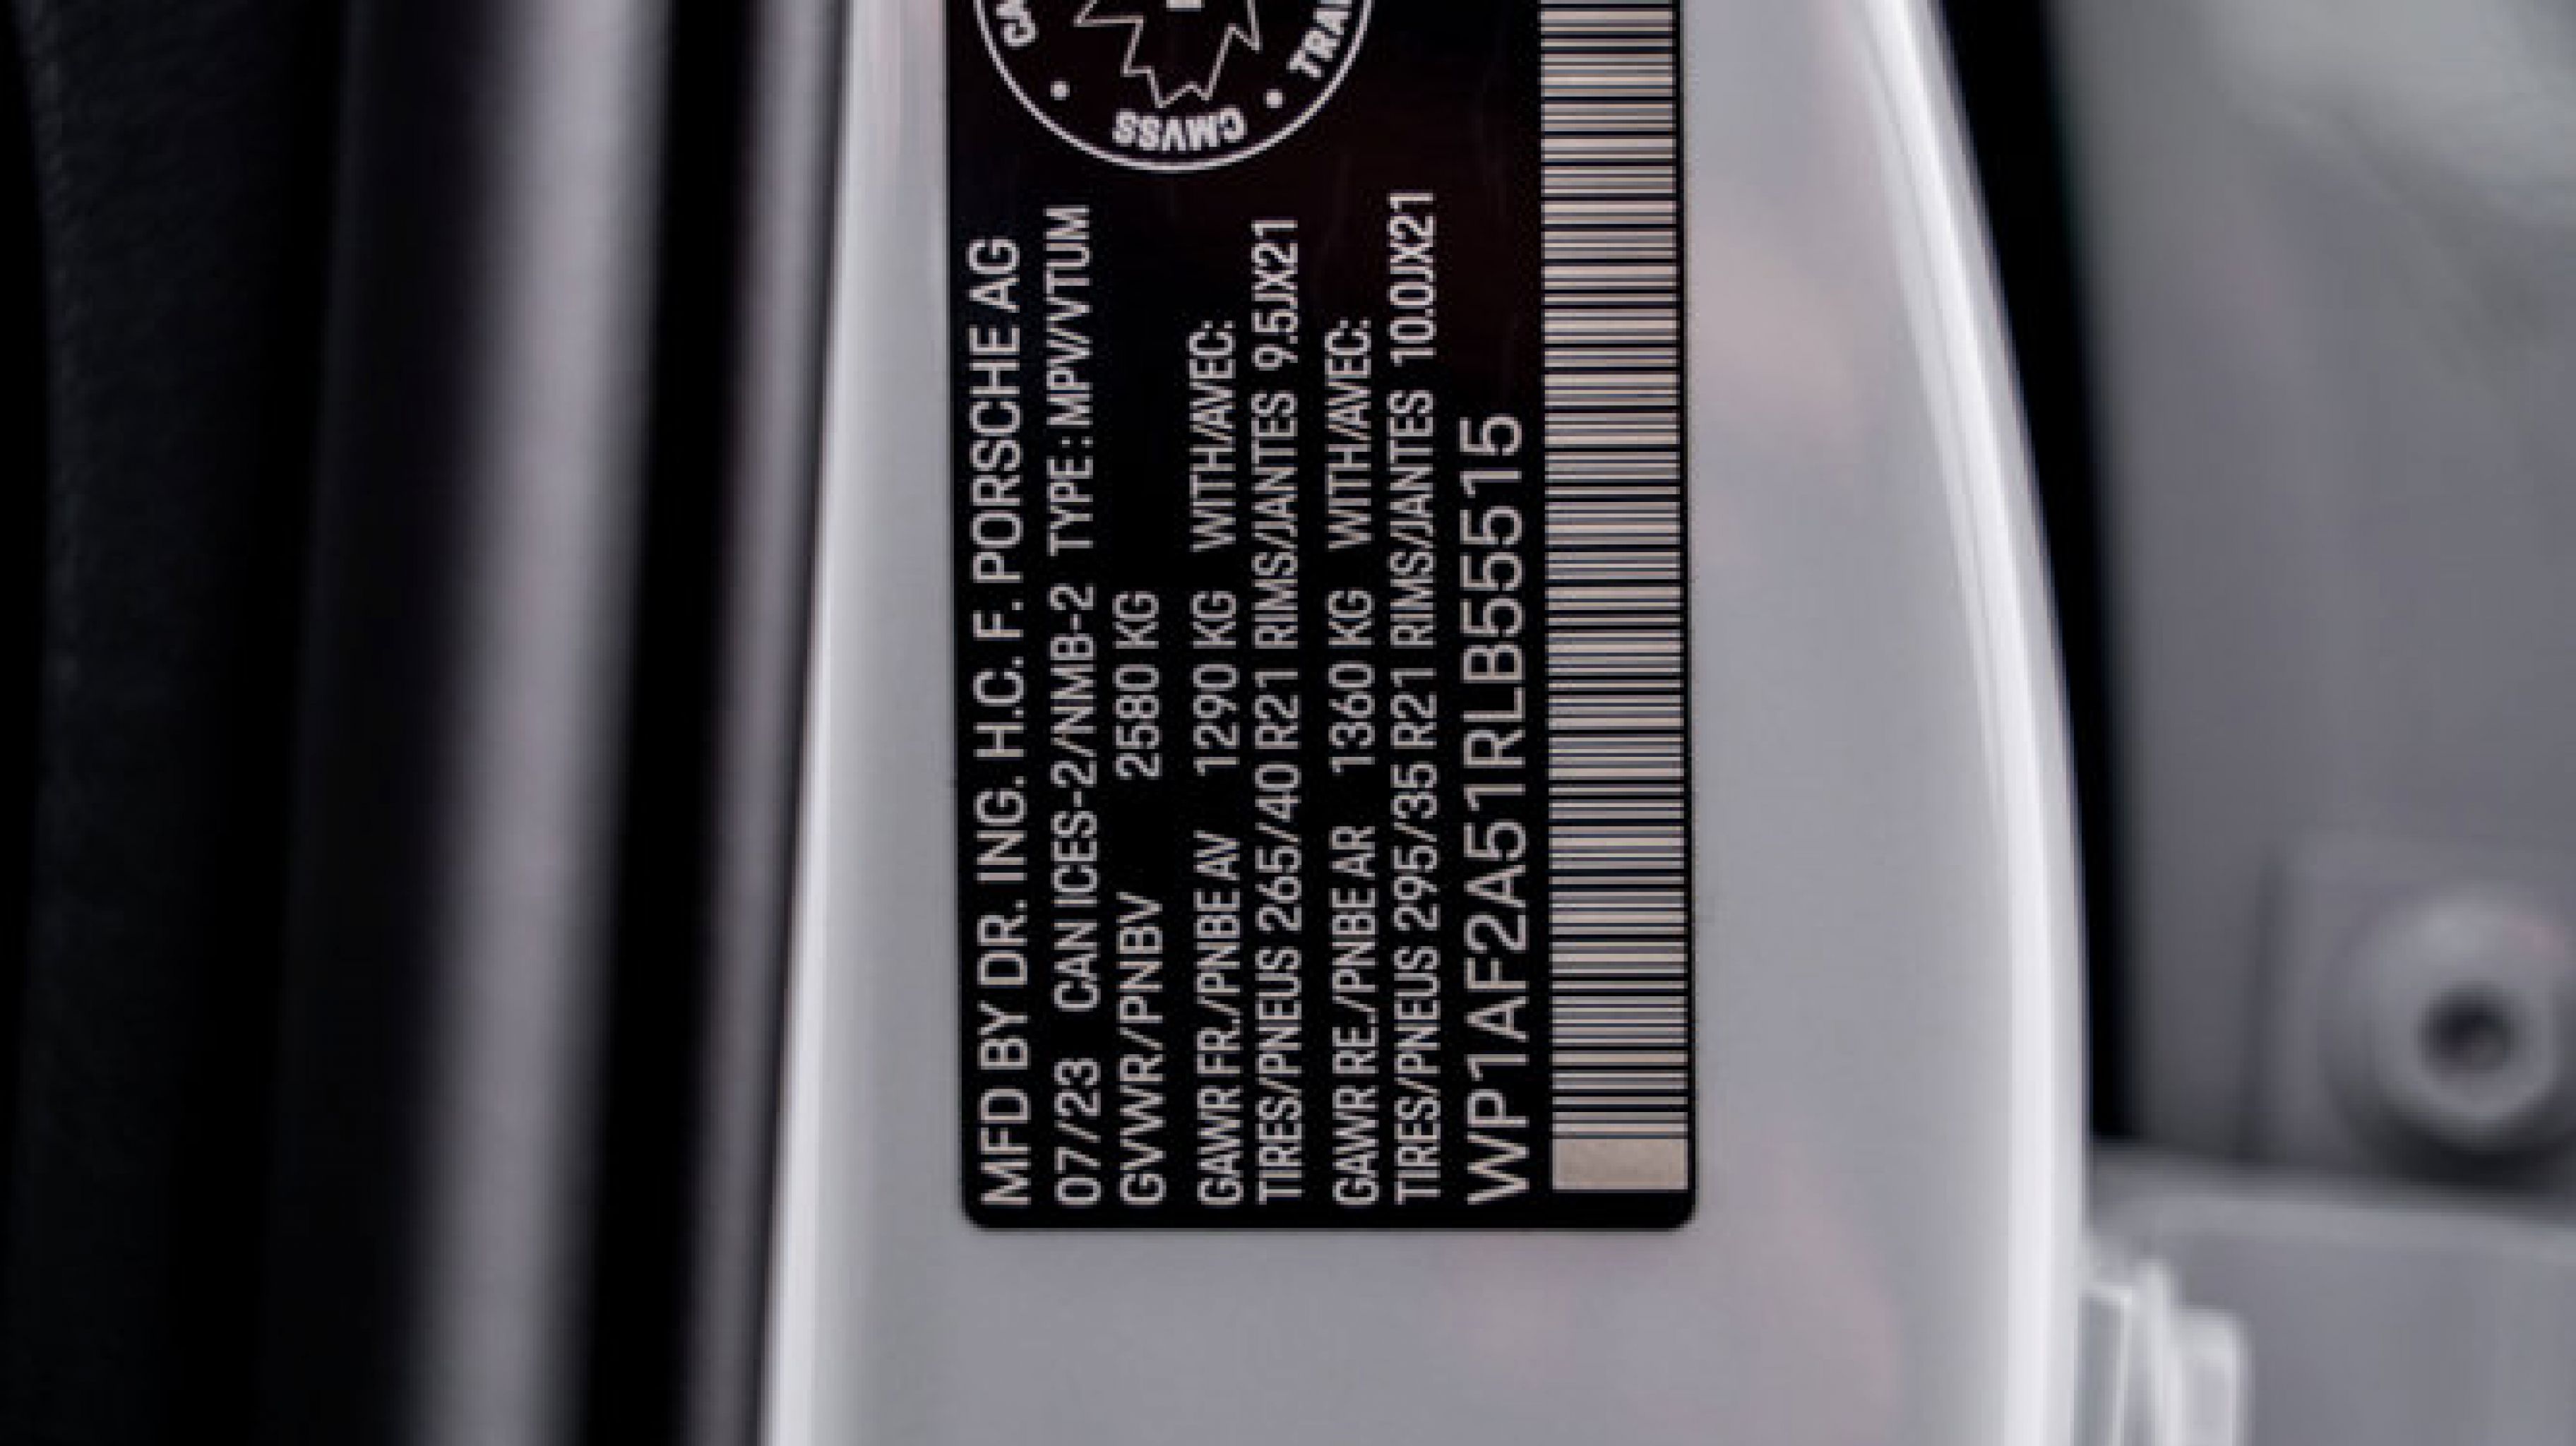 MFD BY DR. ING. H.C. F. PORSCHE AG
07/23 CAN ICES-2/NMB-2 TYPE : MPV/VTUM
GVWR/PNBV 2580 KG
GAWR FR./PNBE AV 1290 KG WITH/AVEC:
TIRES/PNEUS 265/40 R21 RIMS/JANTES 9.5JX21
GAWR RE./PNBE AR 1360 KG WITH/AVEC:
TIRES/PNEUS 295/35 R21 RIMS/JANTES 10.0JX21
WP1AF2A51RLB55515
CMVSS